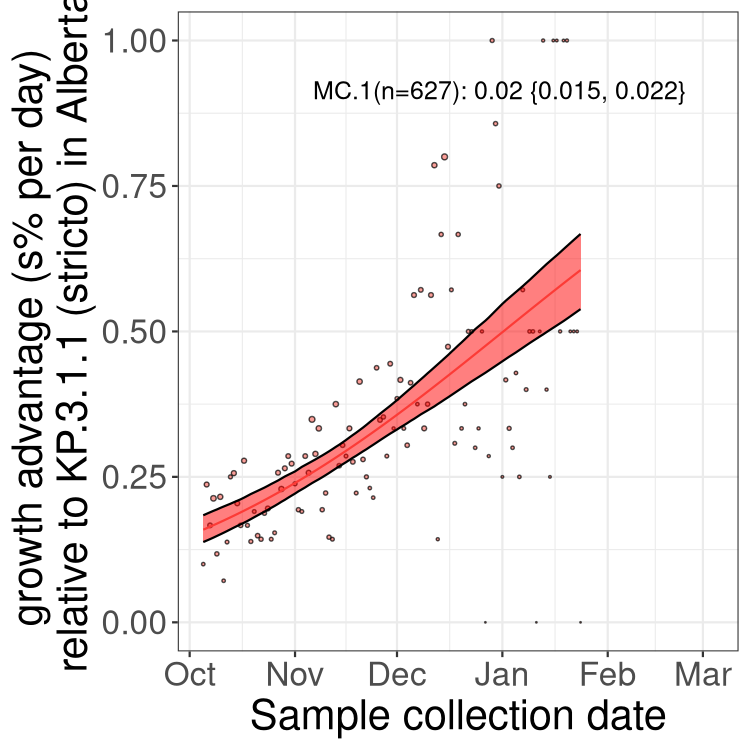 growth advantage (s% per day)
relative to KP.3.1.1 (stricto) in Alberta
1.00
0.75
0.50
0.25
0.00
MC.1(n=627): 0.02 {0.015, 0.022}
Oct Nov Dec Jan Feb Mar
Sample collection date